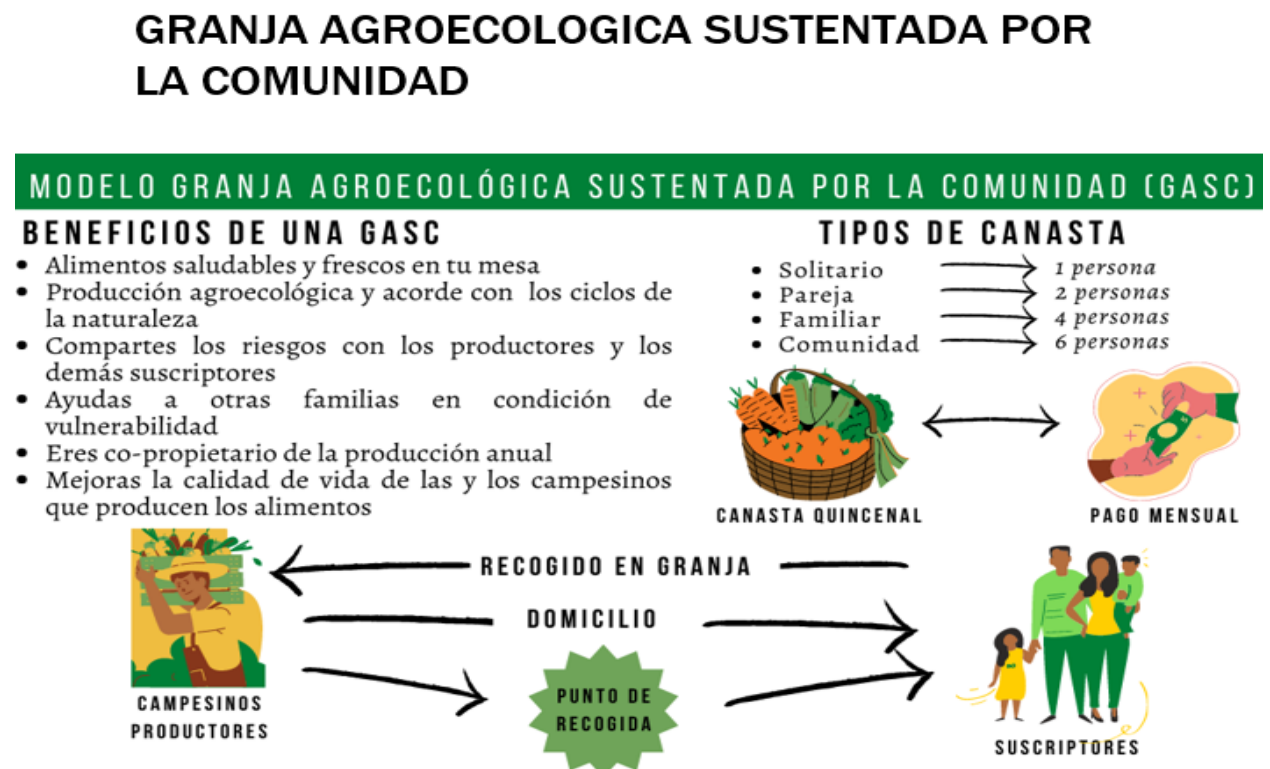 GRANJA AGROECOLOGICA SUSTENTADA POR
LA COMUNIDAD
MODELO GRANJA AGROECOLÓGICA SUSTENTADA POR LA COMUNIDAD (GASC)
BENEFICIOS DE UNA GASC
• Alimentos saludables y frescos en tu mesa
• Producción agroecológica y acorde con los ciclos de
la naturaleza
• Compartes los riesgos con los productores y los
demás suscriptores
• Ayudas a otras familias en condición de
vulnerabilidad
• Eres co-propietario de la producción anual
• Mejoras la calidad de vida de las y los campesinos
que producen los alimentos
TIPOS DE CANASTA
• Solitario 1 persona
• Pareja 2 personas
• Familiar 4 personas
• Comunidad 6 personas
CANASTA QUINCENAL
PAGO MENSUAL
RECOGIDO EN GRANJA
DOMICILIO
PUNTO DE
RECOGIDA
CAMPESINOS
PRODUCTORES
SUSCRIPTORES